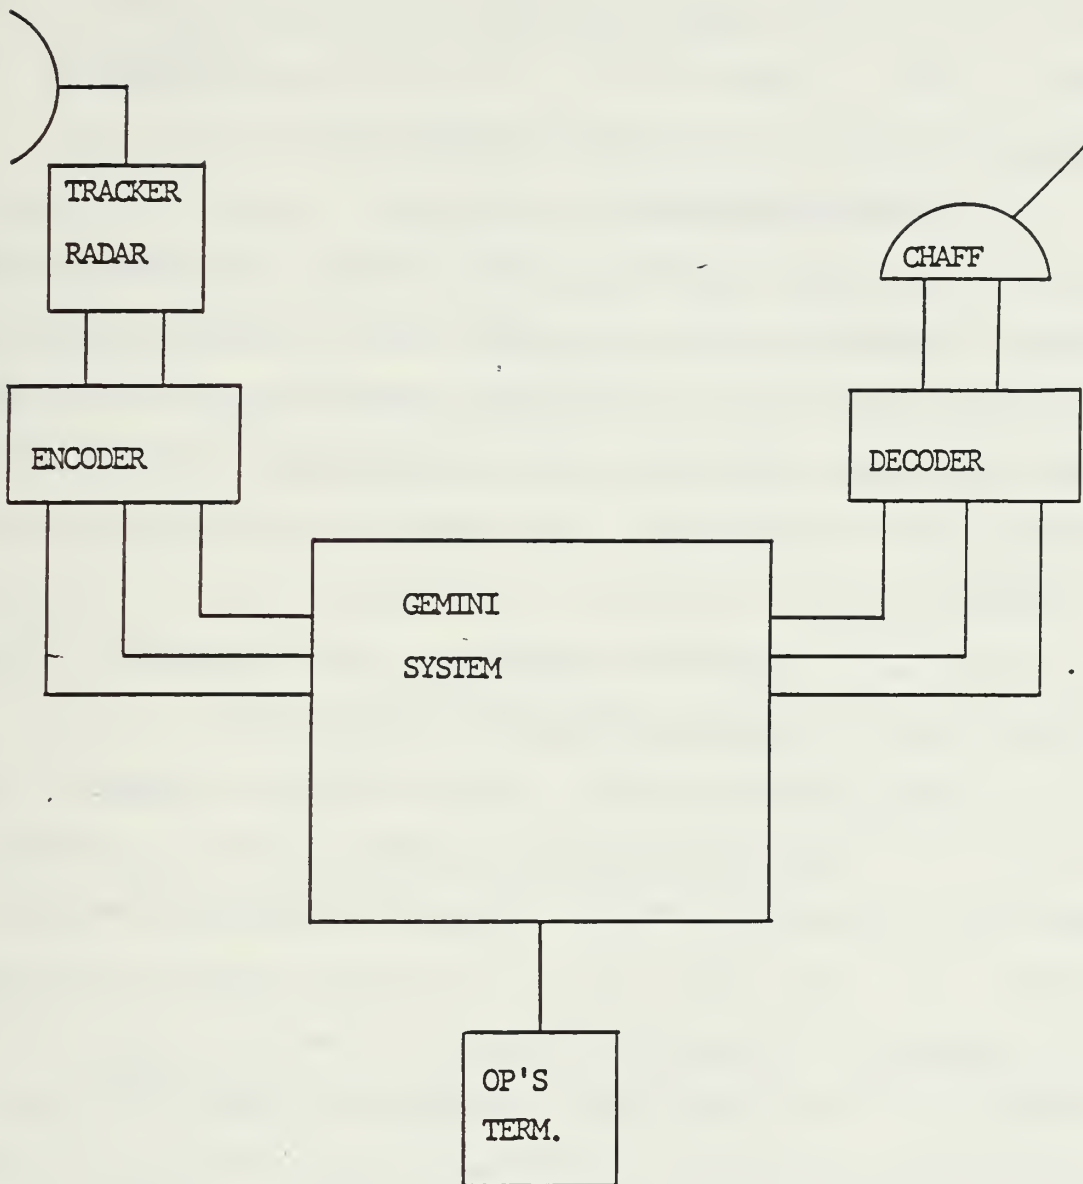 TRACKER
RADAR
CHAFF
ENCODER
DECODER
GEMINI
SYSTEM
OP'S
TERM.